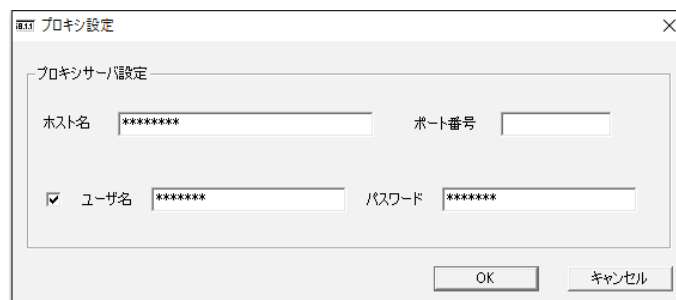 プロキシ設定
プロキシサーバ設定
ホスト名 ******** ポート番号
ユーザ名 ******* パスワード *******
OK キャンセル